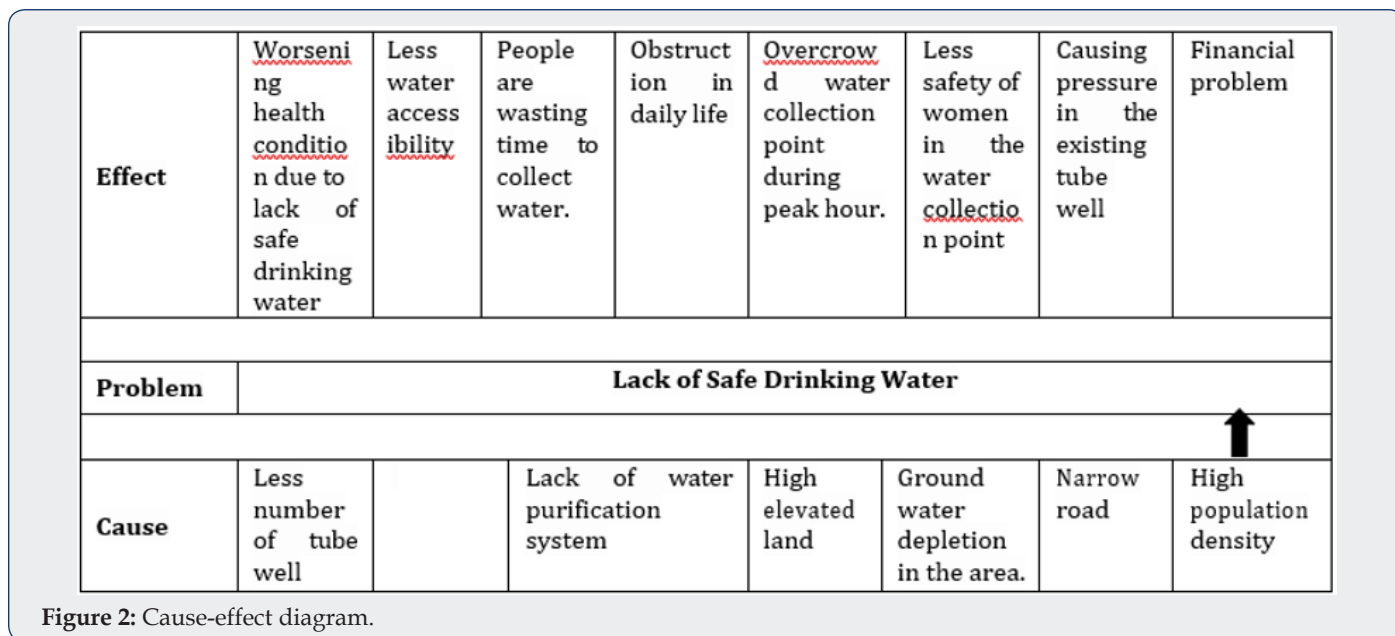 Effect
Worseni
ng
health
conditio
n due to
lack of
safe
drinking
water
Less
water
access
ibility
People
are
wasting
time to
collect
water.
Obstruct
ion in
daily life
Overcrow
d water
collection
point
during
peak hour.
Less
safety of
women
in the
water
collectio
n point
Causing
pressure
in the
existing
tube
well
Financial
problem
Problem
Lack of Safe Drinking Water
Cause
Less
number
of tube
well
Lack of water
purification
system
High
elevated
land
Ground
water
depletion
in the area.
Narrow
road
High
population
density
Figure 2: Cause-effect diagram.